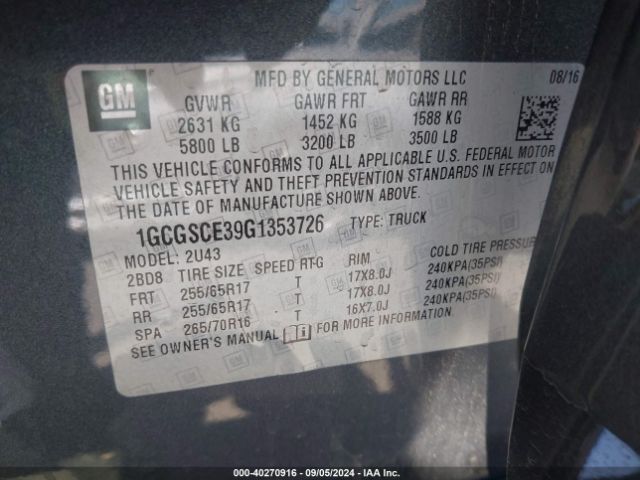 GM
MFD BY GENERAL MOTORS LLC 08/16
GVWR GAWR FRT GAWR RR
2631 KG 1452 KG 1588 KG
5800 LB 3200 LB 3500 LB
THIS VEHICLE CONFORMS TO ALL APPLICABLE U.S. FEDERAL MOTOR
VEHICLE SAFETY AND THEFT PREVENTION STANDARDS IN EFFECT ON
THE DATE OF MANUFACTURE SHOWN ABOVE.
1GCGSCE39G1353726 TYPE: TRUCK
MODEL: 2U43
2BD8 TIRE SIZE SPEED RTG RIM COLD TIRE PRESSUR
FRT 255/65R17 T 17X8.0J 240KPA(35PSI)
RR 255/65R17 T 17X8.0J 240KPA(35PSI)
SPA 265/70R16 T 16X7.0J 240KPA(35PSI)
SEE OWNER'S MANUAL FOR MORE INFORMATION
000-40270916 - 09/05/2024 - IAA Inc.